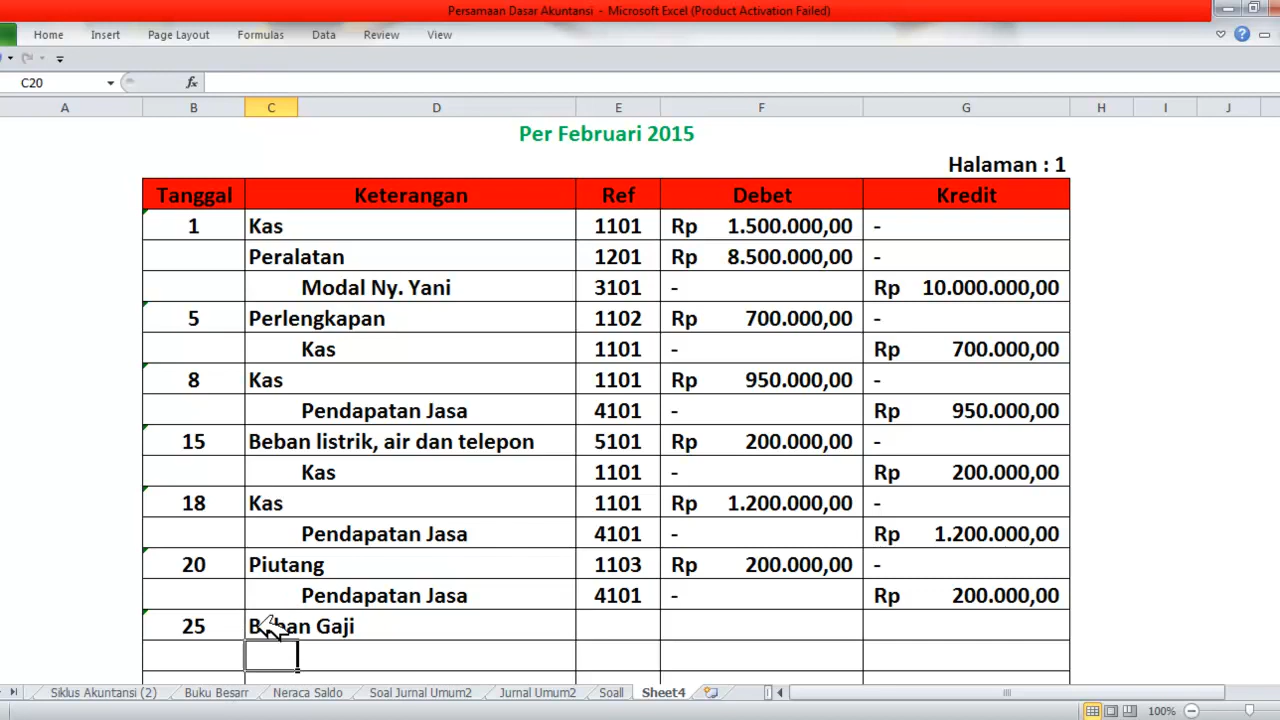 Persamaan Dasar Akuntansi - Microsoft Excel (Product Activation Failed)
Home Insert Page Layout Formulas Data Review View
C20 fx
A B C D E F G H I J
Per Februari 2015
Halaman : 1
Tanggal Keterangan Ref Debet Kredit
1 Kas 1101 Rp 1.500.000,00 -
Peralatan 1201 Rp 8.500.000,00 -
Modal Ny. Yani 3101 - Rp 10.000.000,00
5 Perlengkapan 1102 Rp 700.000,00 -
Kas 1101 - Rp 700.000,00
8 Kas 1101 Rp 950.000,00 -
Pendapatan Jasa 4101 - Rp 950.000,00
15 Beban listrik, air dan telepon 5101 Rp 200.000,00 -
Kas 1101 - Rp 200.000,00
18 Kas 1101 Rp 1.200.000,00 -
Pendapatan Jasa 4101 - Rp 1.200.000,00
20 Piutang 1103 Rp 200.000,00 -
Pendapatan Jasa 4101 - Rp 200.000,00
25 Beban Gaji
Siklus Akuntansi (2) Buku Besarr Neraca Saldo Soal Jurnal Umum2 Jurnal Umum2 Soall Sheet4
100%